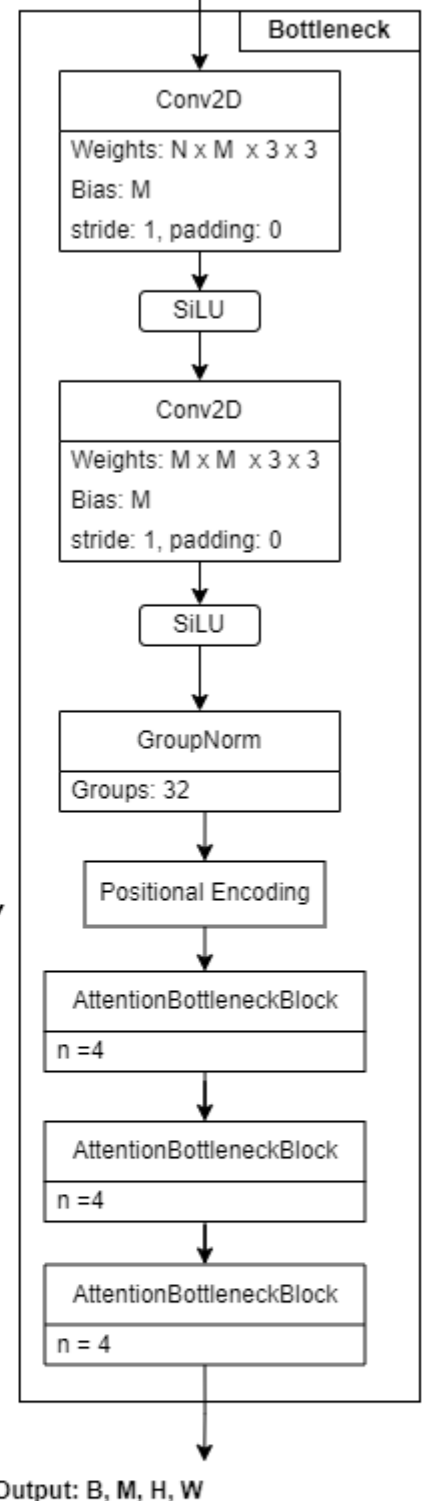 Bottleneck
Conv2D
Weights: N x M x 3 x 3
Bias: M
stride: 1, padding: 0
SiLU
Conv2D
Weights: M x M x 3 x 3
Bias: M
stride: 1, padding: 0
SiLU
GroupNorm
Groups: 32
Positional Encoding
AttentionBottleneckBlock
n =4
AttentionBottleneckBlock
n =4
AttentionBottleneckBlock
n = 4
Output: B, M, H, W